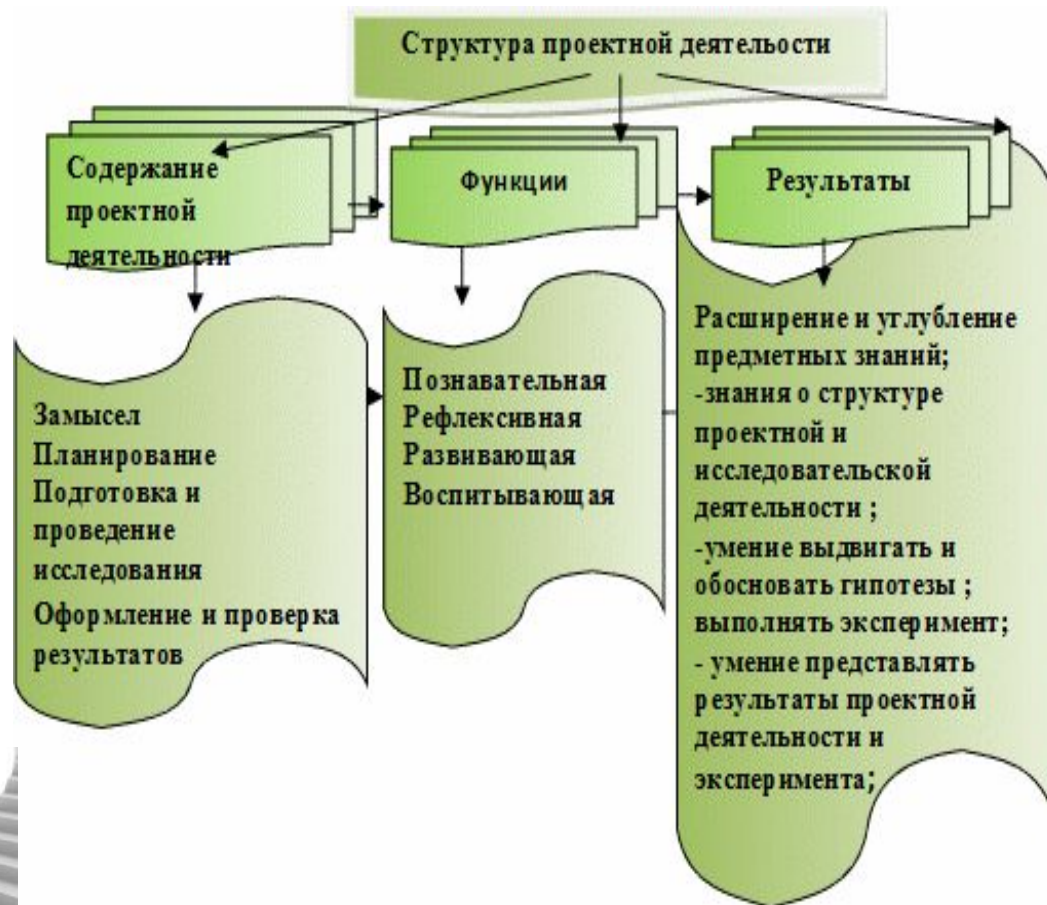 Структура проектной деятельости
Содержание
проектной
деятельности
Функции
Результаты
Замысел
Планирование
Подготовка и
проведение
исследования
Оформление и проверка
результатов
Познавательная
Рефлексивная
Развивающая
Воспитывающая
Расширение и углубление
предметных знаний;
-знания о структуре
проектной и
исследовательской
деятельности ;
-умение выдвигать и
обосновать гипотезы ;
выполнять эксперимент;
- умение представлять
результаты проектной
деятельности и
эксперимента;